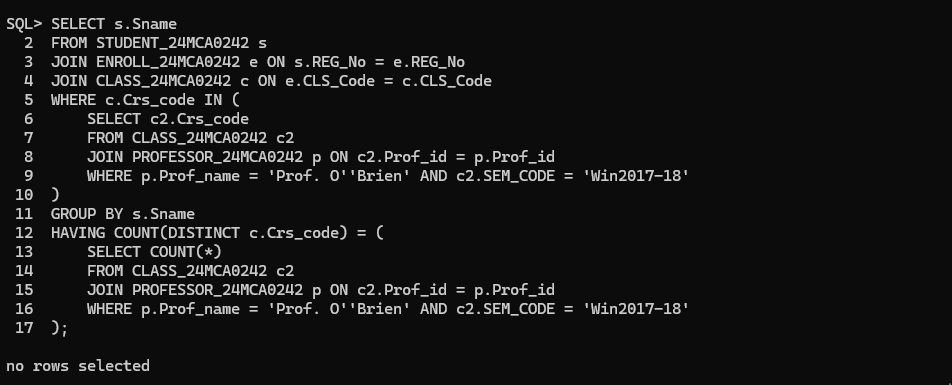 SQL> SELECT s.Sname
  2  FROM STUDENT_24MCA0242 s
  3  JOIN ENROLL_24MCA0242 e ON s.REG_No = e.REG_No
  4  JOIN CLASS_24MCA0242 c ON e.CLS_Code = c.CLS_Code
  5  WHERE c.Crs_code IN (
  6      SELECT c2.Crs_code
  7      FROM CLASS_24MCA0242 c2
  8      JOIN PROFESSOR_24MCA0242 p ON c2.Prof_id = p.Prof_id
  9      WHERE p.Prof_name = 'Prof. O''Brien' AND c2.SEM_CODE = 'Win2017-18'
 10  )
 11  GROUP BY s.Sname
 12  HAVING COUNT(DISTINCT c.Crs_code) = (
 13      SELECT COUNT(*)
 14      FROM CLASS_24MCA0242 c2
 15      JOIN PROFESSOR_24MCA0242 p ON c2.Prof_id = p.Prof_id
 16      WHERE p.Prof_name = 'Prof. O''Brien' AND c2.SEM_CODE = 'Win2017-18'
 17  );
no rows selected